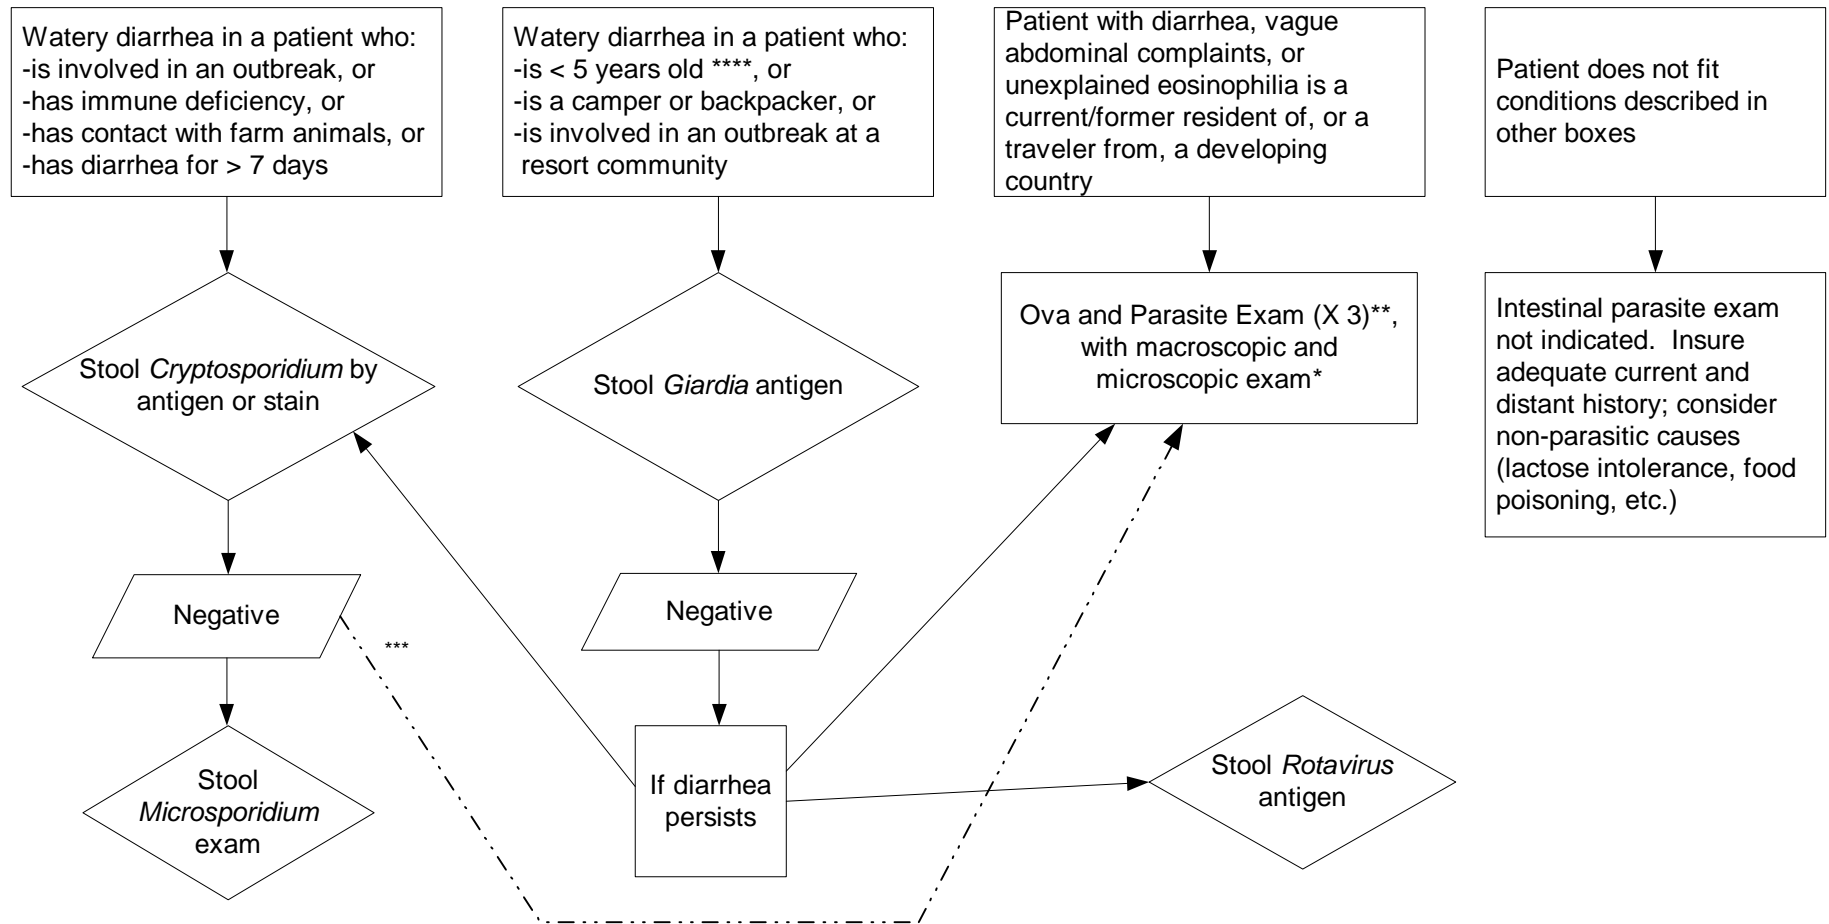 Watery diarrhea in a patient who:
-is involved in an outbreak, or
-has immune deficiency, or
-has contact with farm animals, or
-has diarrhea for > 7 days
Watery diarrhea in a patient who:
-is < 5 years old ****, or
-is a camper or backpacker, or
-is involved in an outbreak at a
resort community
Patient with diarrhea, vague
abdominal complaints, or
unexplained eosinophilia is a
current/former resident of, or a
traveler from, a developing
country
Patient does not fit
conditions described in
other boxes
Stool Cryptosporidium by
antigen or stain
Stool Giardia antigen
Ova and Parasite Exam (X 3)**,
with macroscopic and
microscopic exam*
Intestinal parasite exam
not indicated.  Insure
adequate current and
distant history; consider
non-parasitic causes
(lactose intolerance, food
poisoning, etc.)
Negative
***
Negative
Stool
Microsporidium
exam
If diarrhea
persists
Stool Rotavirus
antigen